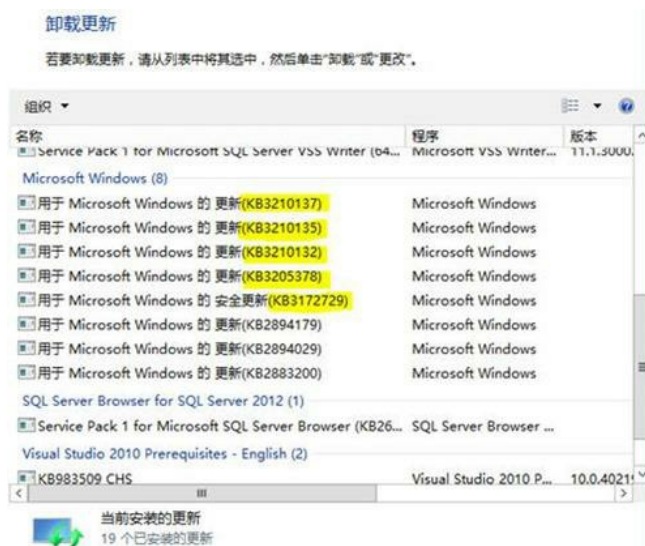 卸载更新
若要卸载更新，请从列表中将其选中，然后单击"卸载"或"更改"。
组织
名称 程序 版本
Service Pack 1 for Microsoft SQL Server VSS Writer (64... Microsoft VSS Writer... 11.1.3000.
Microsoft Windows (8)
用于 Microsoft Windows 的 更新(KB3210137) Microsoft Windows
用于 Microsoft Windows 的 更新(KB3210135) Microsoft Windows
用于 Microsoft Windows 的 更新(KB3210132) Microsoft Windows
用于 Microsoft Windows 的 更新(KB3205378) Microsoft Windows
用于 Microsoft Windows 的 安全更新(KB3172729) Microsoft Windows
用于 Microsoft Windows 的 更新(KB2894179) Microsoft Windows
用于 Microsoft Windows 的 更新(KB2894029) Microsoft Windows
用于 Microsoft Windows 的 更新(KB2883200) Microsoft Windows
SQL Server Browser for SQL Server 2012 (1)
Service Pack 1 for Microsoft SQL Server Browser (KB26... SQL Server Browser ...
Visual Studio 2010 Prerequisites - English (2)
KB983509 CHS Visual Studio 2010 P... 10.0.40219
当前安装的更新
19 个已安装的更新